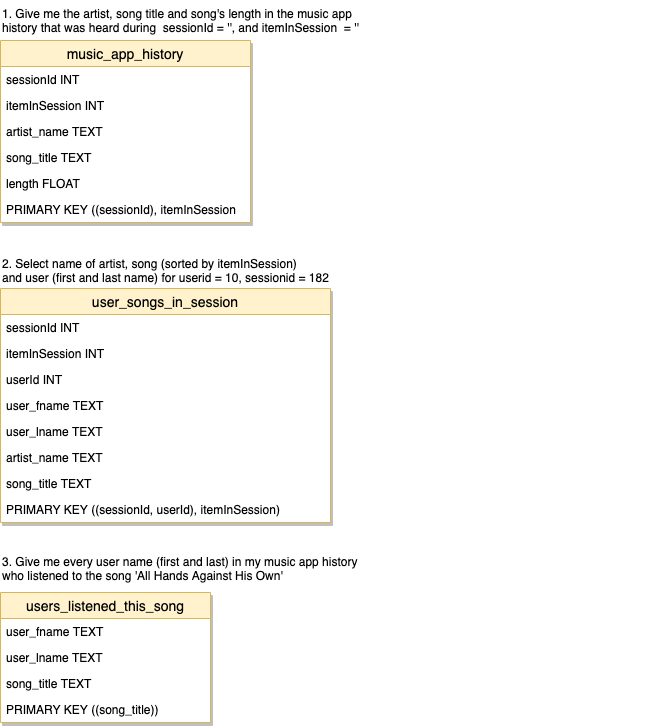 1. Give me the artist, song title and song's length in the music app
history that was heard during  sessionId = '', and itemInSession  = ''
music_app_history
sessionId INT
itemInSession INT
artist_name TEXT
song_title TEXT
length FLOAT
PRIMARY KEY ((sessionId), itemInSession
2. Select name of artist, song (sorted by itemInSession)
and user (first and last name) for userid = 10, sessionid = 182
user_songs_in_session
sessionId INT
itemInSession INT
userId INT
user_fname TEXT
user_lname TEXT
artist_name TEXT
song_title TEXT
PRIMARY KEY ((sessionId, userId), itemInSession)
3. Give me every user name (first and last) in my music app history
who listened to the song 'All Hands Against His Own'
users_listened_this_song
user_fname TEXT
user_lname TEXT
song_title TEXT
PRIMARY KEY ((song_title))